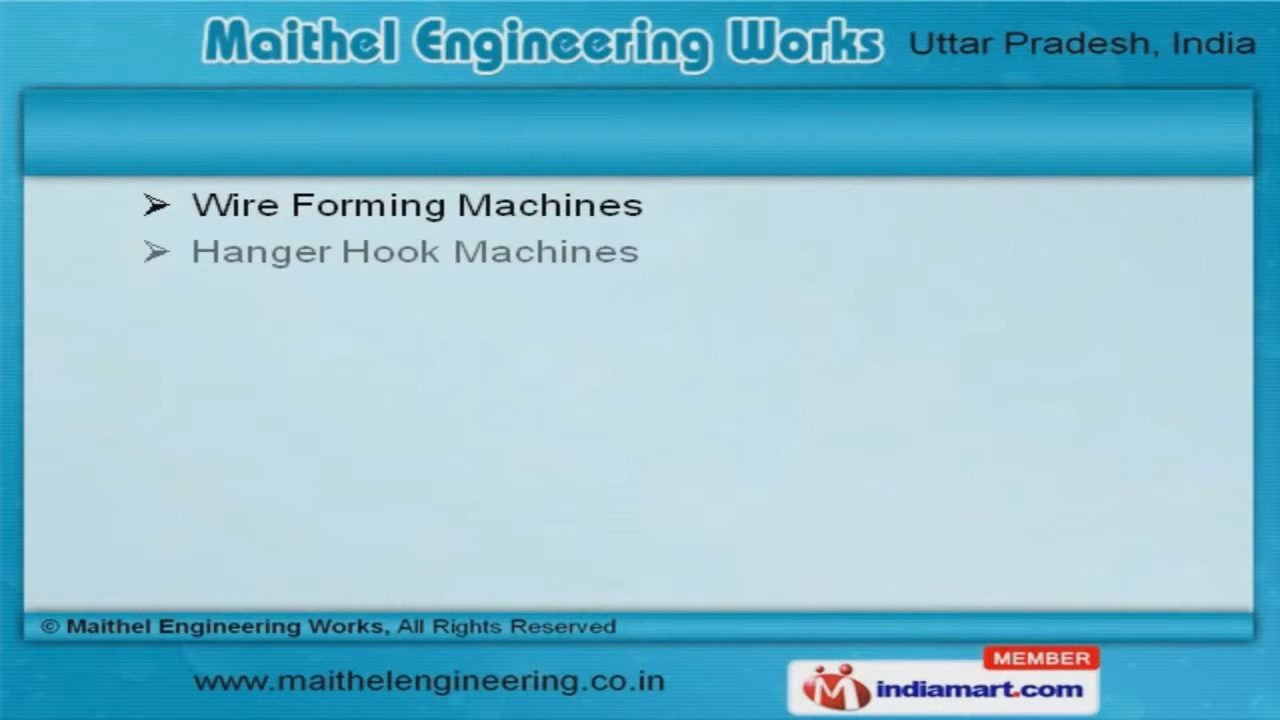 Maithel Engineering Works
Uttar Pradesh, India
➢ Wire Forming Machines
➢ Hanger Hook Machines
© Maithel Engineering Works, All Rights Reserved
www.maithelengineering.co.in
MEMBER
indiamart.com